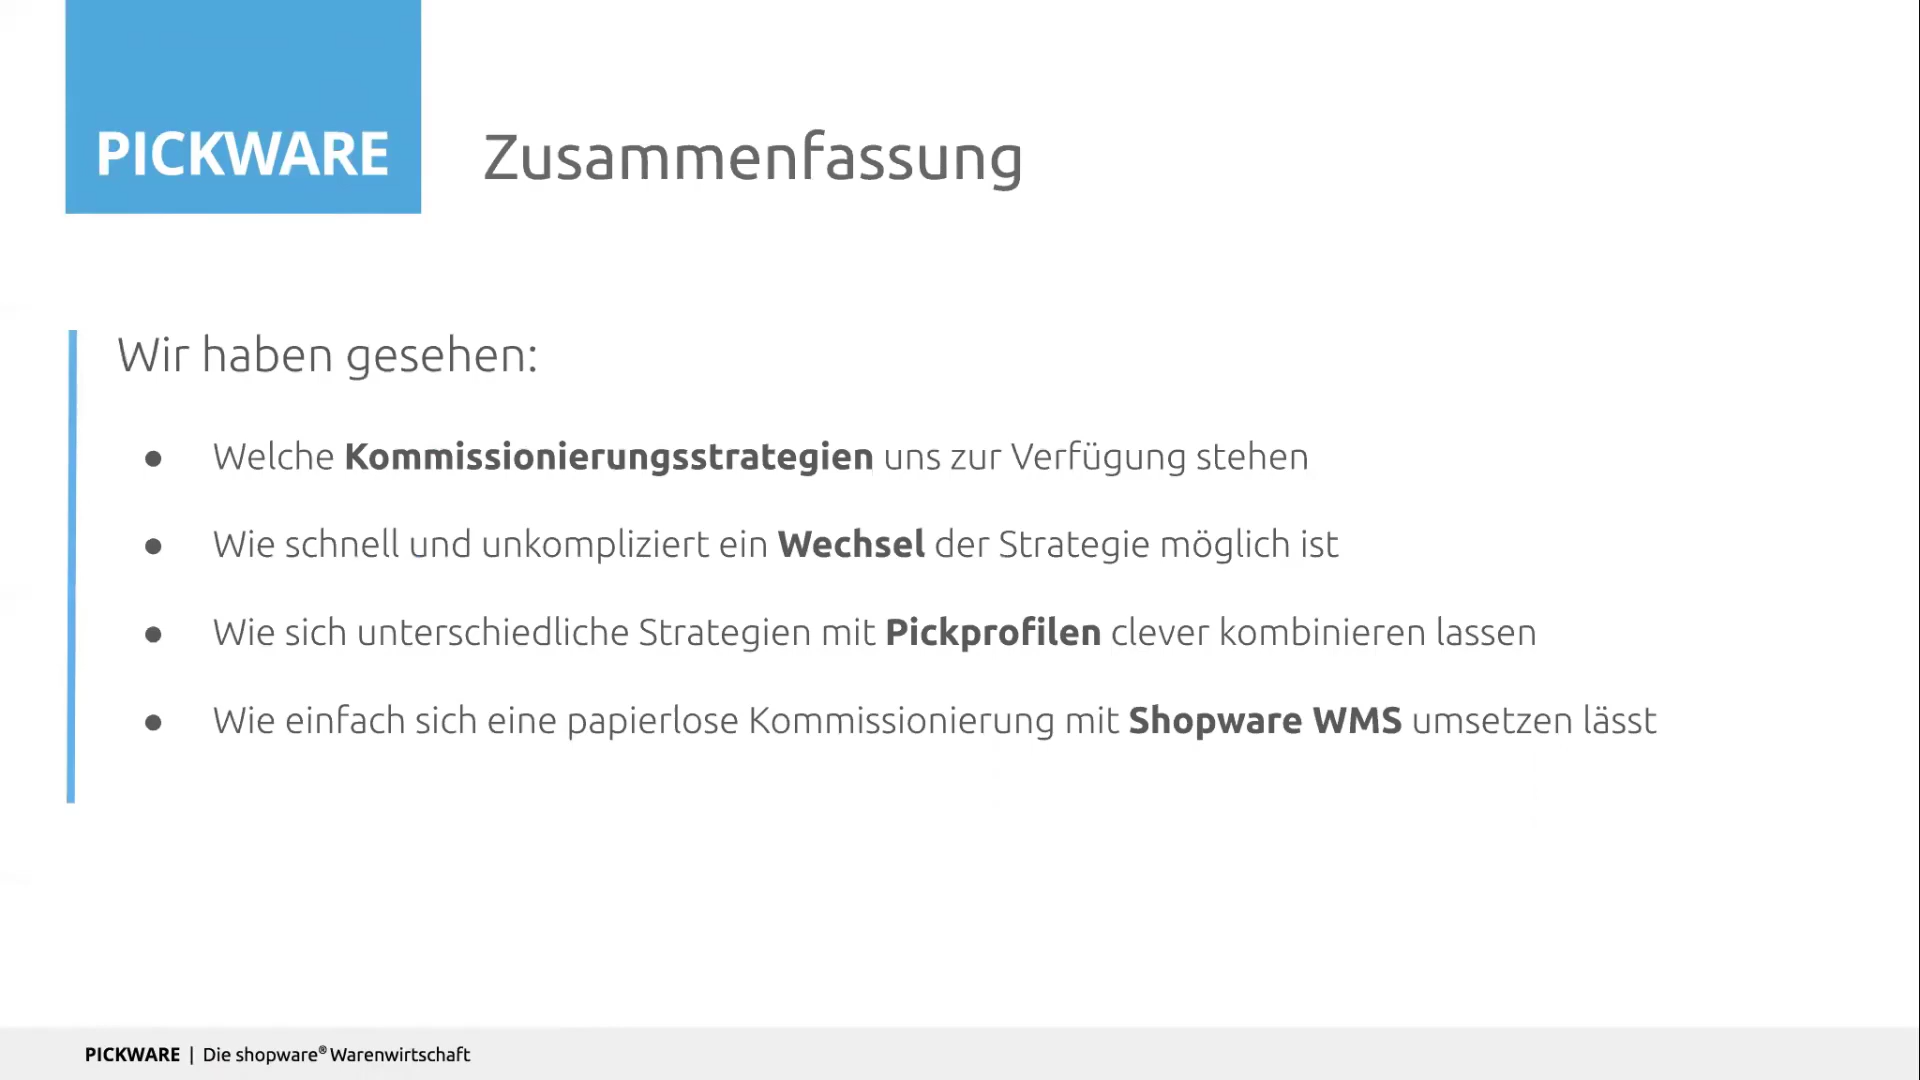 PICKWARE
Zusammenfassung
Wir haben gesehen:
● Welche Kommissionierungsstrategien uns zur Verfügung stehen
● Wie schnell und unkompliziert ein Wechsel der Strategie möglich ist
● Wie sich unterschiedliche Strategien mit Pickprofilen clever kombinieren lassen
● Wie einfach sich eine papierlose Kommissionierung mit Shopware WMS umsetzen lässt
PICKWARE | Die shopware® Warenwirtschaft